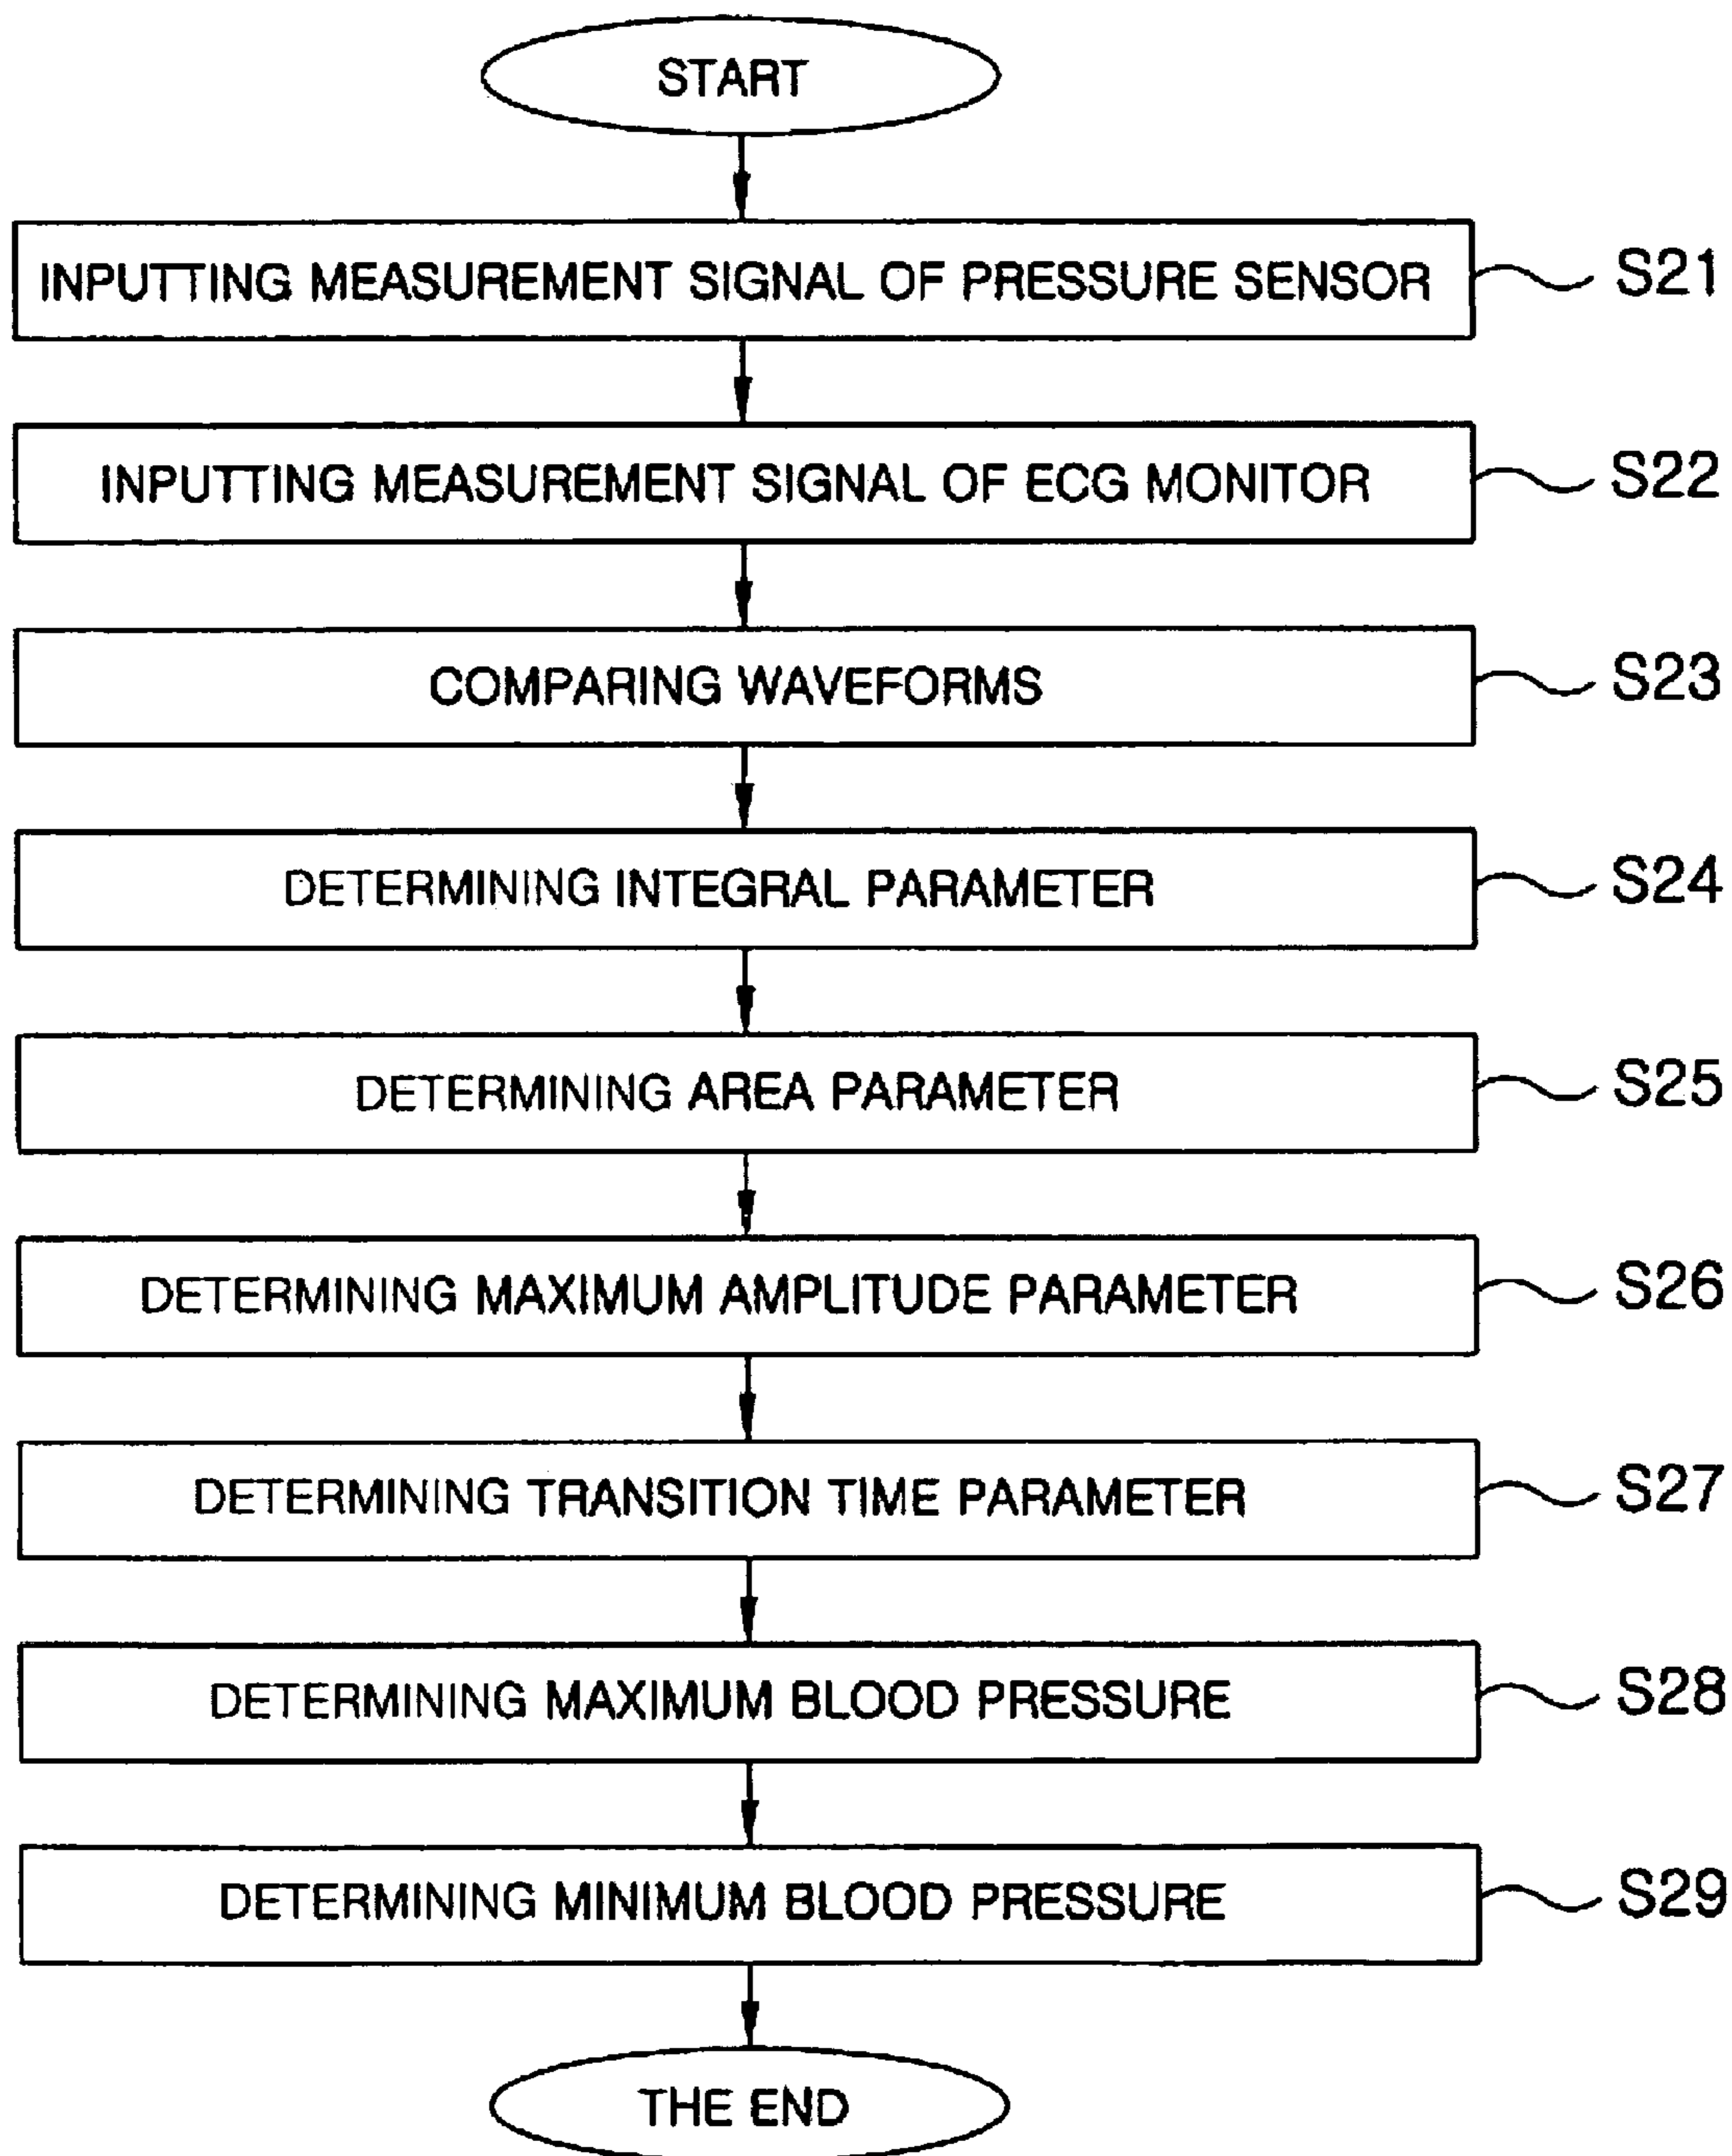 START
INPUTTING MEASUREMENT SIGNAL OF PRESSURE SENSOR S21
INPUTTING MEASUREMENT SIGNAL OF ECG MONITOR S22
COMPARING WAVEFORMS S23
DETERMINING INTEGRAL PARAMETER S24
DETERMINING AREA PARAMETER S25
DETERMINING MAXIMUM AMPLITUDE PARAMETER S26
DETERMINING TRANSITION TIME PARAMETER S27
DETERMINING MAXIMUM BLOOD PRESSURE S28
DETERMINING MINIMUM BLOOD PRESSURE S29
THE END